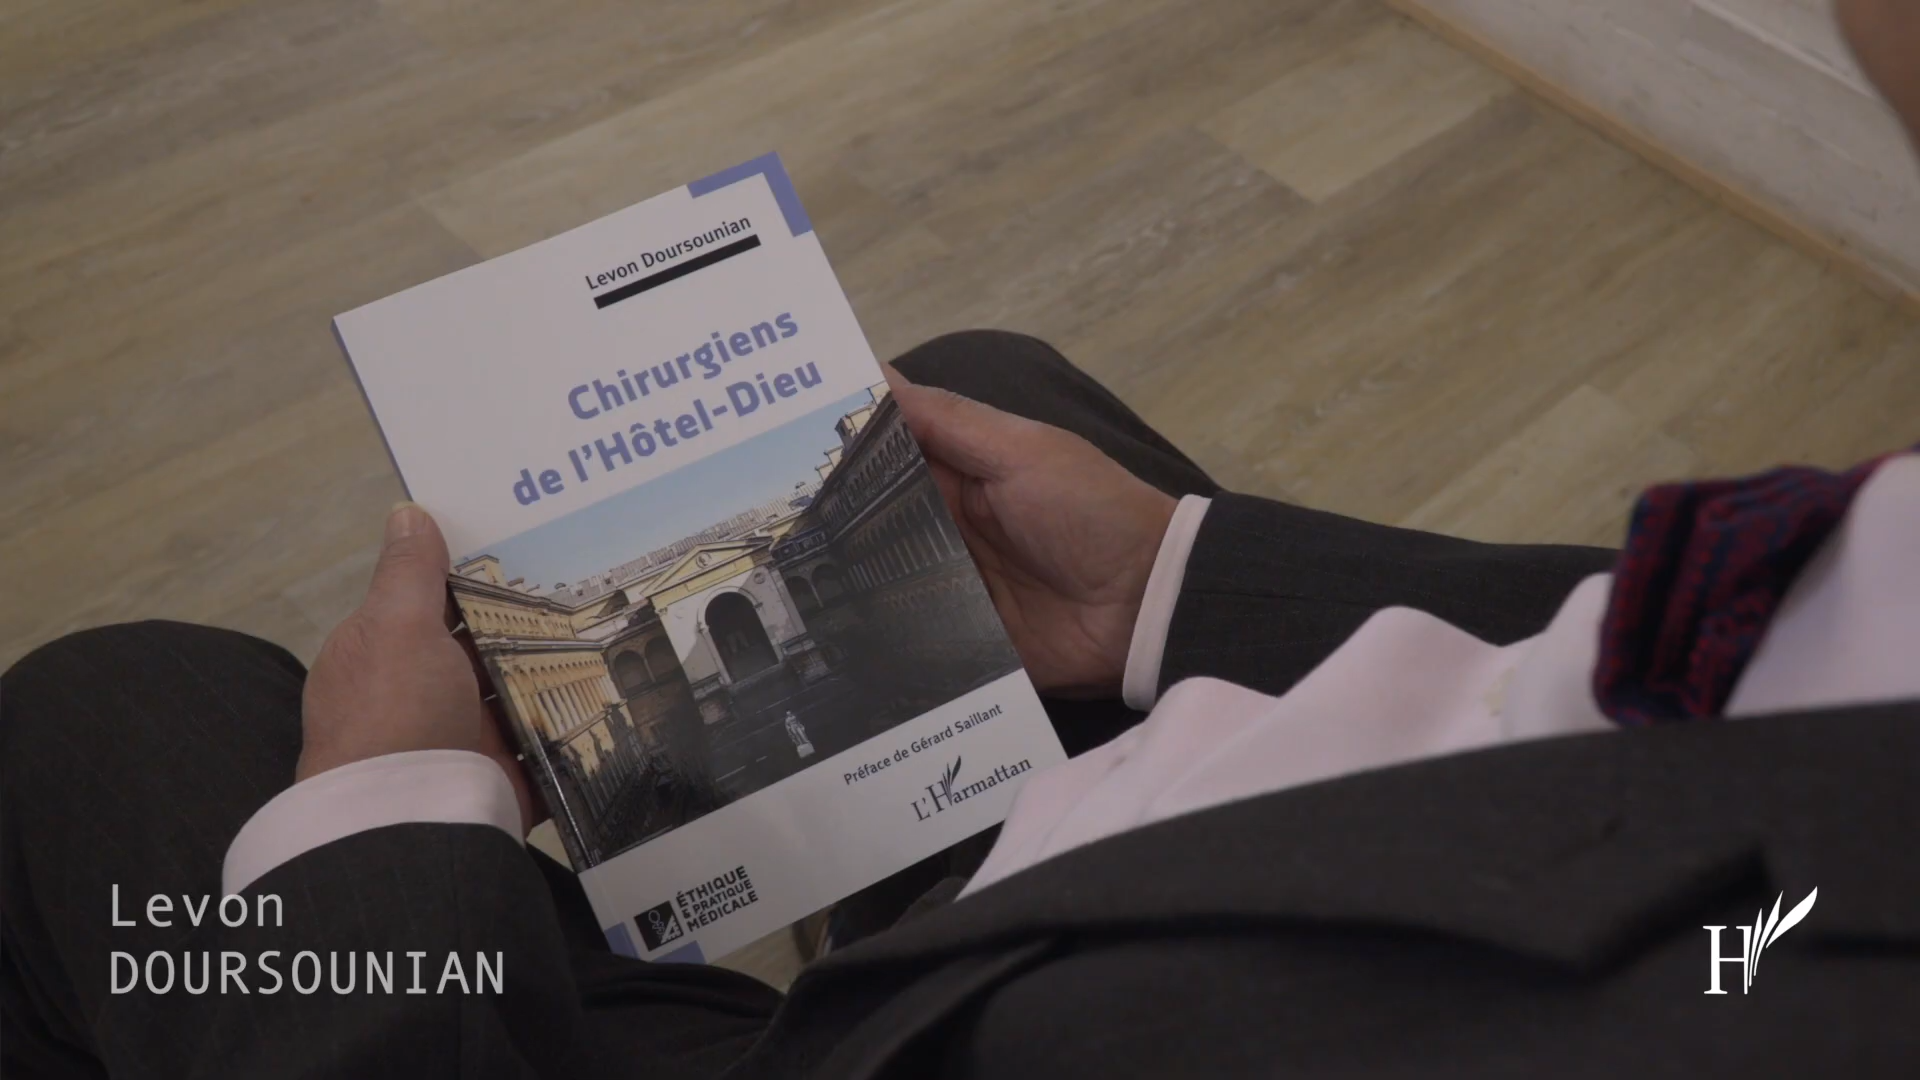 Levon Doursounian
Chirurgiens
de l'Hôtel-Dieu
Préface de Gérard Saillant
L'Harmattan
ÉTHIQUE
& PRATIQUE
MÉDICALE
Levon
DOURSOUNIAN
H